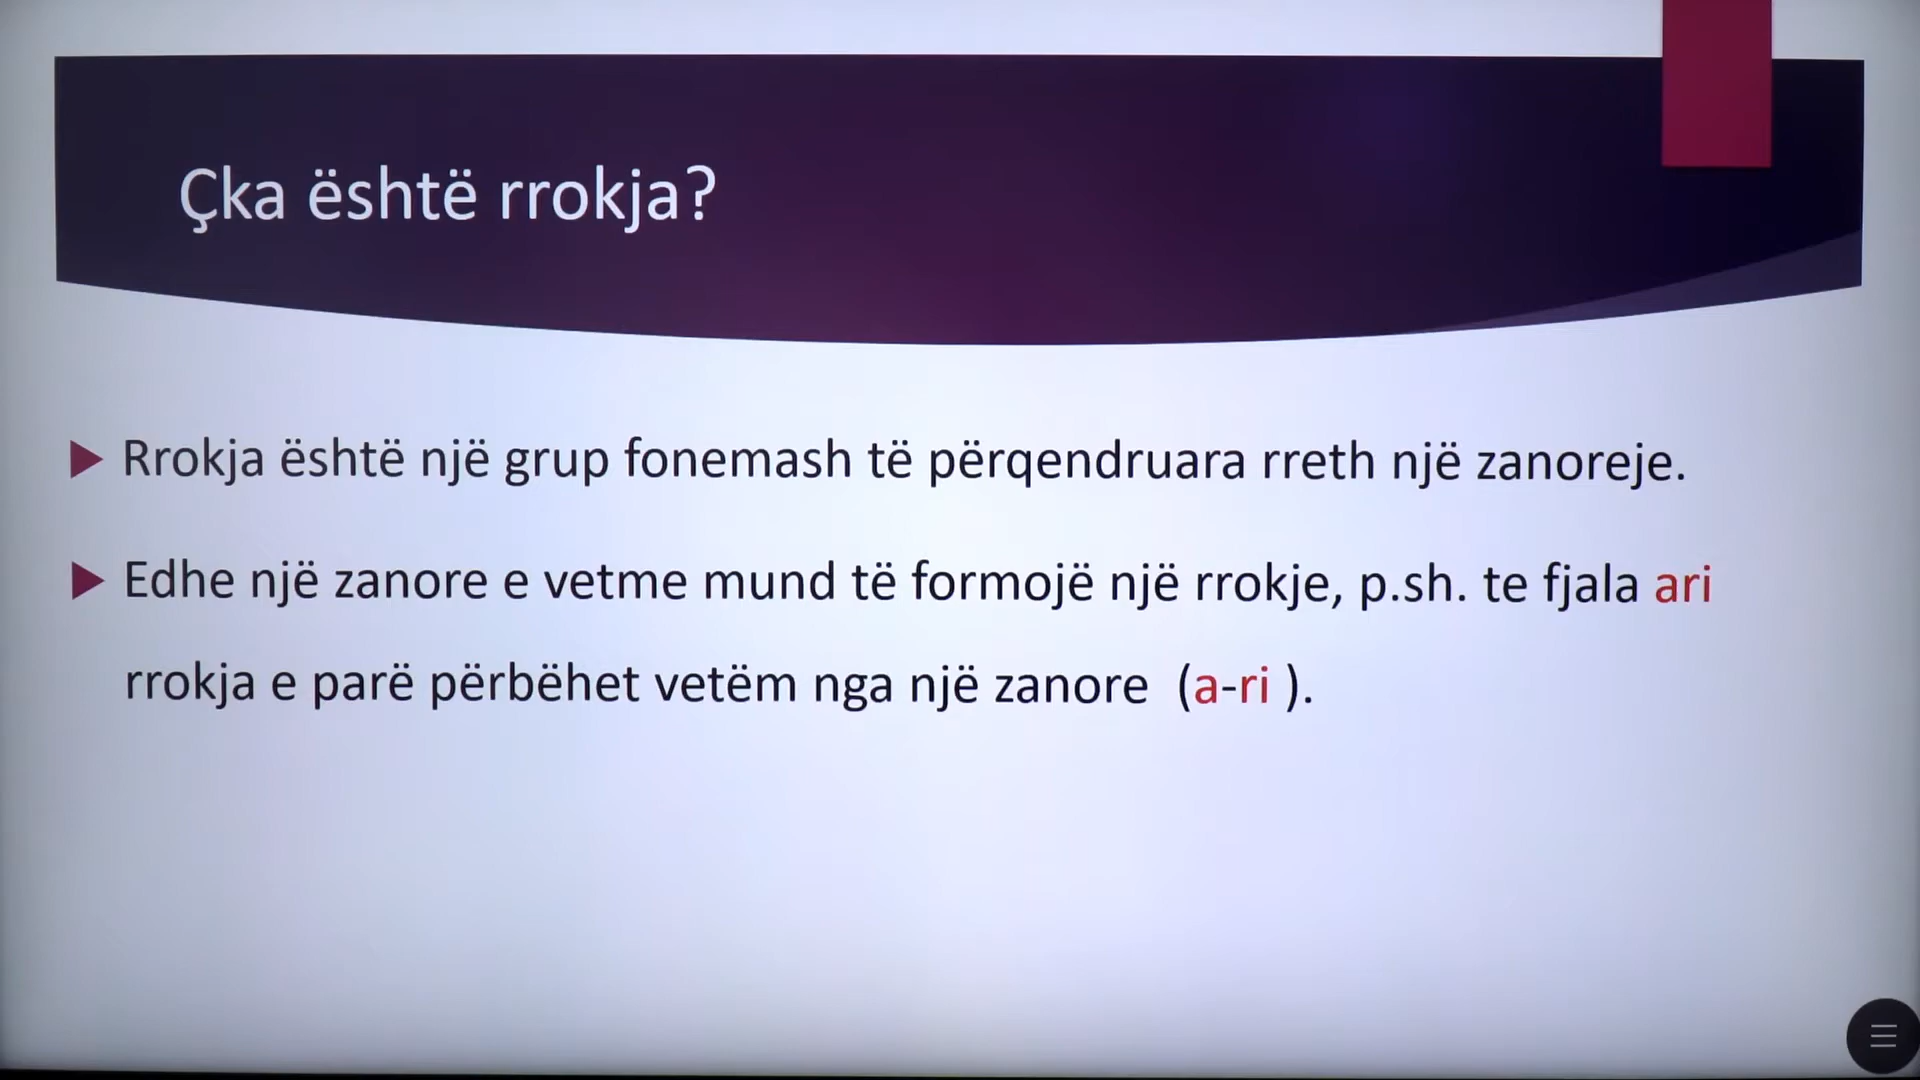 Çka është rrokja?
Rrokja është një grup fonemash të përqendruara rreth një zanoreje.
Edhe një zanore e vetme mund të formojë një rrokje, p.sh. te fjala ari
rrokja e parë përbëhet vetëm nga një zanore (a-ri ).